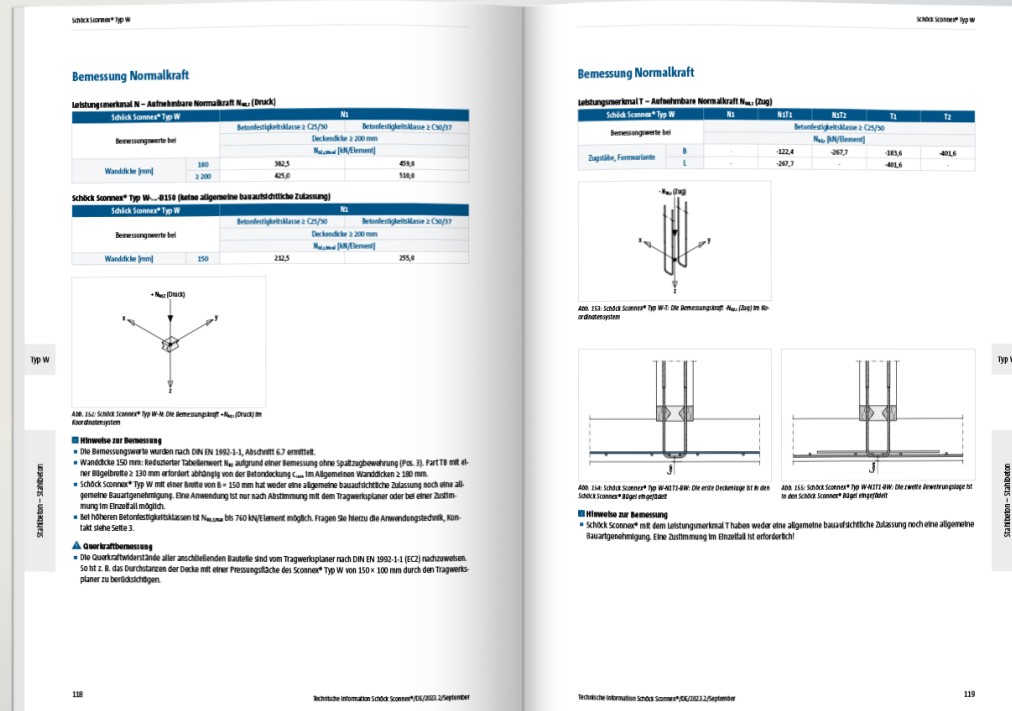 Schöck Sconnex® Typ W
Bemessung Normalkraft
Leistungsmerkmal N – Aufnehmbare Normalkraft NRd,z (Druck)
Schöck Sconnex® Typ W N1
Bemessungswerte bei Betonfestigkeitsklasse ≥ C25/30 Betonfestigkeitsklasse ≥ C30/37
Deckendicke ≥ 200 mm
[kN/Element]
Wanddicke [mm] 180 382,5 459,0
≥ 200 425,0 510,0
Schöck Sconnex® Typ W-...-B150 (keine allgemeine bauaufsichtliche Zulassung)
Schöck Sconnex® Typ W N1
Bemessungswerte bei Betonfestigkeitsklasse ≥ C25/30 Betonfestigkeitsklasse ≥ C30/37
Deckendicke ≥ 200 mm
[kN/Element]
Wanddicke [mm] 150 212,5 255,0
+ NRd,z (Druck)
x y
z
Abb. 152: Schöck Sconnex® Typ W-N: Die Bemessungskraft +NRd,z (Druck) im
Koordinatensystem
Hinweise zur Bemessung
Die Bemessungswerte wurden nach DIN EN 1992-1-1, Abschnitt 6.7 ermittelt.
Wanddicke 150 mm: Reduzierter Tabellenwert NRd aufgrund einer Bemessung ohne Spaltzugbewehrung (Pos. 3). Part TB mit ei-
ner Bügelbreite ≥ 130 mm erfordert abhängig von der Betondeckung im Allgemeinen Wanddicken ≥ 180 mm.
Schöck Sconnex® Typ W mit einer Breite von B = 150 mm hat weder eine allgemeine bauaufsichtliche Zulassung noch eine all-
gemeine Bauartgenehmigung. Eine Anwendung ist nur nach Abstimmung mit dem Tragwerksplaner oder bei einer Zustim-
mung im Einzelfall möglich.
Bei höheren Betonfestigkeitsklassen ist bis 760 kN/Element möglich. Fragen Sie hierzu die Anwendungstechnik, Kon-
takt siehe Seite 3.
Querkraftbemessung
Die Querkraftwiderstände aller anschließenden Bauteile sind vom Tragwerksplaner nach DIN EN 1992-1-1 (EC2) nachzuweisen.
So ist z. B. das Durchstanzen der Decke mit einer Pressungsfläche des Sconnex® Typ W von 150 × 100 mm durch den Tragwerks-
planer zu berücksichtigen.
Typ W
Stahlbeton – Stahlbeton
118
Technische Information Schöck Sconnex®/DE/2023.2/September
Schöck Sconnex® Typ W
Bemessung Normalkraft
Leistungsmerkmal T – Aufnehmbare Normalkraft NRd,z (Zug)
Schöck Sconnex® Typ W N1 N1T1 N1T2 T1 T2
Bemessungswerte bei Betonfestigkeitsklasse ≥ C25/30
NRd,z [kN/Element]
Zugstäbe, Formvariante B - -122,4 -267,7 -183,6 -401,6
L - -267,7 - -401,6 -
- NRd,z (Zug)
x y
z
Abb. 153: Schöck Sconnex® Typ W-T: Die Bemessungskraft -NRd,z (Zug) im Ko-
ordinatensystem
Abb. 154: Schöck Sconnex® Typ W-N1T1-BW: Die erste Deckenlage ist in den
Schöck Sconnex® Bügel eingefädelt
Abb. 155: Schöck Sconnex® Typ W-N1T1-BW: Die zweite Bewehrungslage ist
in den Schöck Sconnex® Bügel eingefädelt
Hinweise zur Bemessung
Schöck Sconnex® mit dem Leistungsmerkmal T haben weder eine allgemeine bauaufsichtliche Zulassung noch eine allgemeine
Bauartgenehmigung. Eine Zustimmung im Einzelfall ist erforderlich!
Typ
Stahlbeton – Stahlbeton
Technische Information Schöck Sconnex®/DE/2023.2/September
119